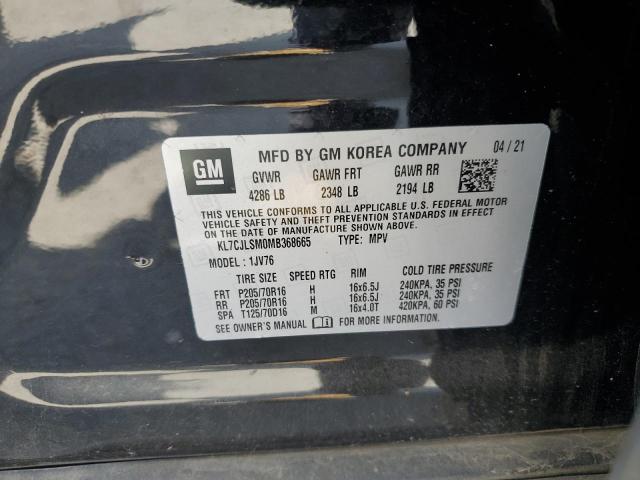 GM
MFD BY GM KOREA COMPANY 04/21
GVWR GAWR FRT GAWR RR
4286 LB 2348 LB 2194 LB
THIS VEHICLE CONFORMS TO ALL APPLICABLE U.S. FEDERAL MOTOR
VEHICLE SAFETY AND THEFT PREVENTION STANDARDS IN EFFECT
ON THE DATE OF MANUFACTURE SHOWN ABOVE.
KL7CJLSM0MB368665 TYPE: MPV
MODEL: 1JV76
TIRE SIZE SPEED RTG RIM COLD TIRE PRESSURE
FRT P205/70R16 H 16x6.5J 240KPA, 35 PSI
RR P205/70R16 H 16x6.5J 240KPA, 35 PSI
SPA T125/70D16 M 16x4.0T 420KPA, 60 PSI
SEE OWNER'S MANUAL FOR MORE INFORMATION.